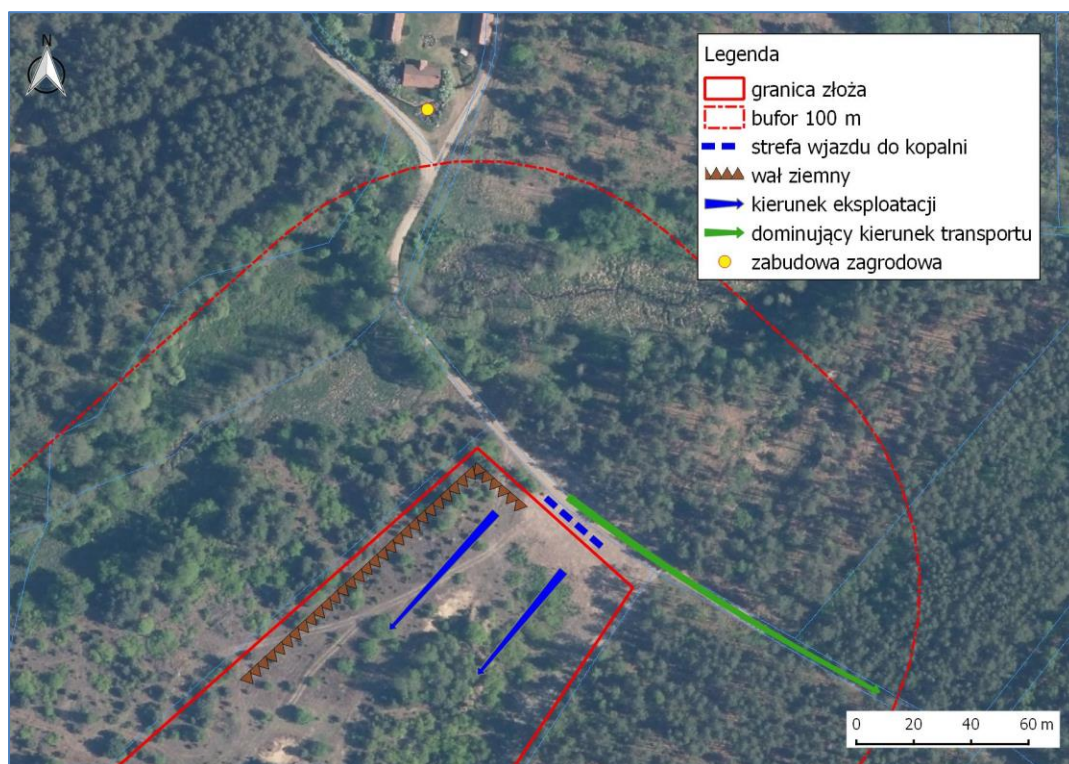 N
Legenda
granica złoża
bufor 100 m
strefa wjazdu do kopalni
wał ziemny
kierunek eksploatacji
dominujący kierunek transportu
zabudowa zagrodowa
0 20 40 60 m